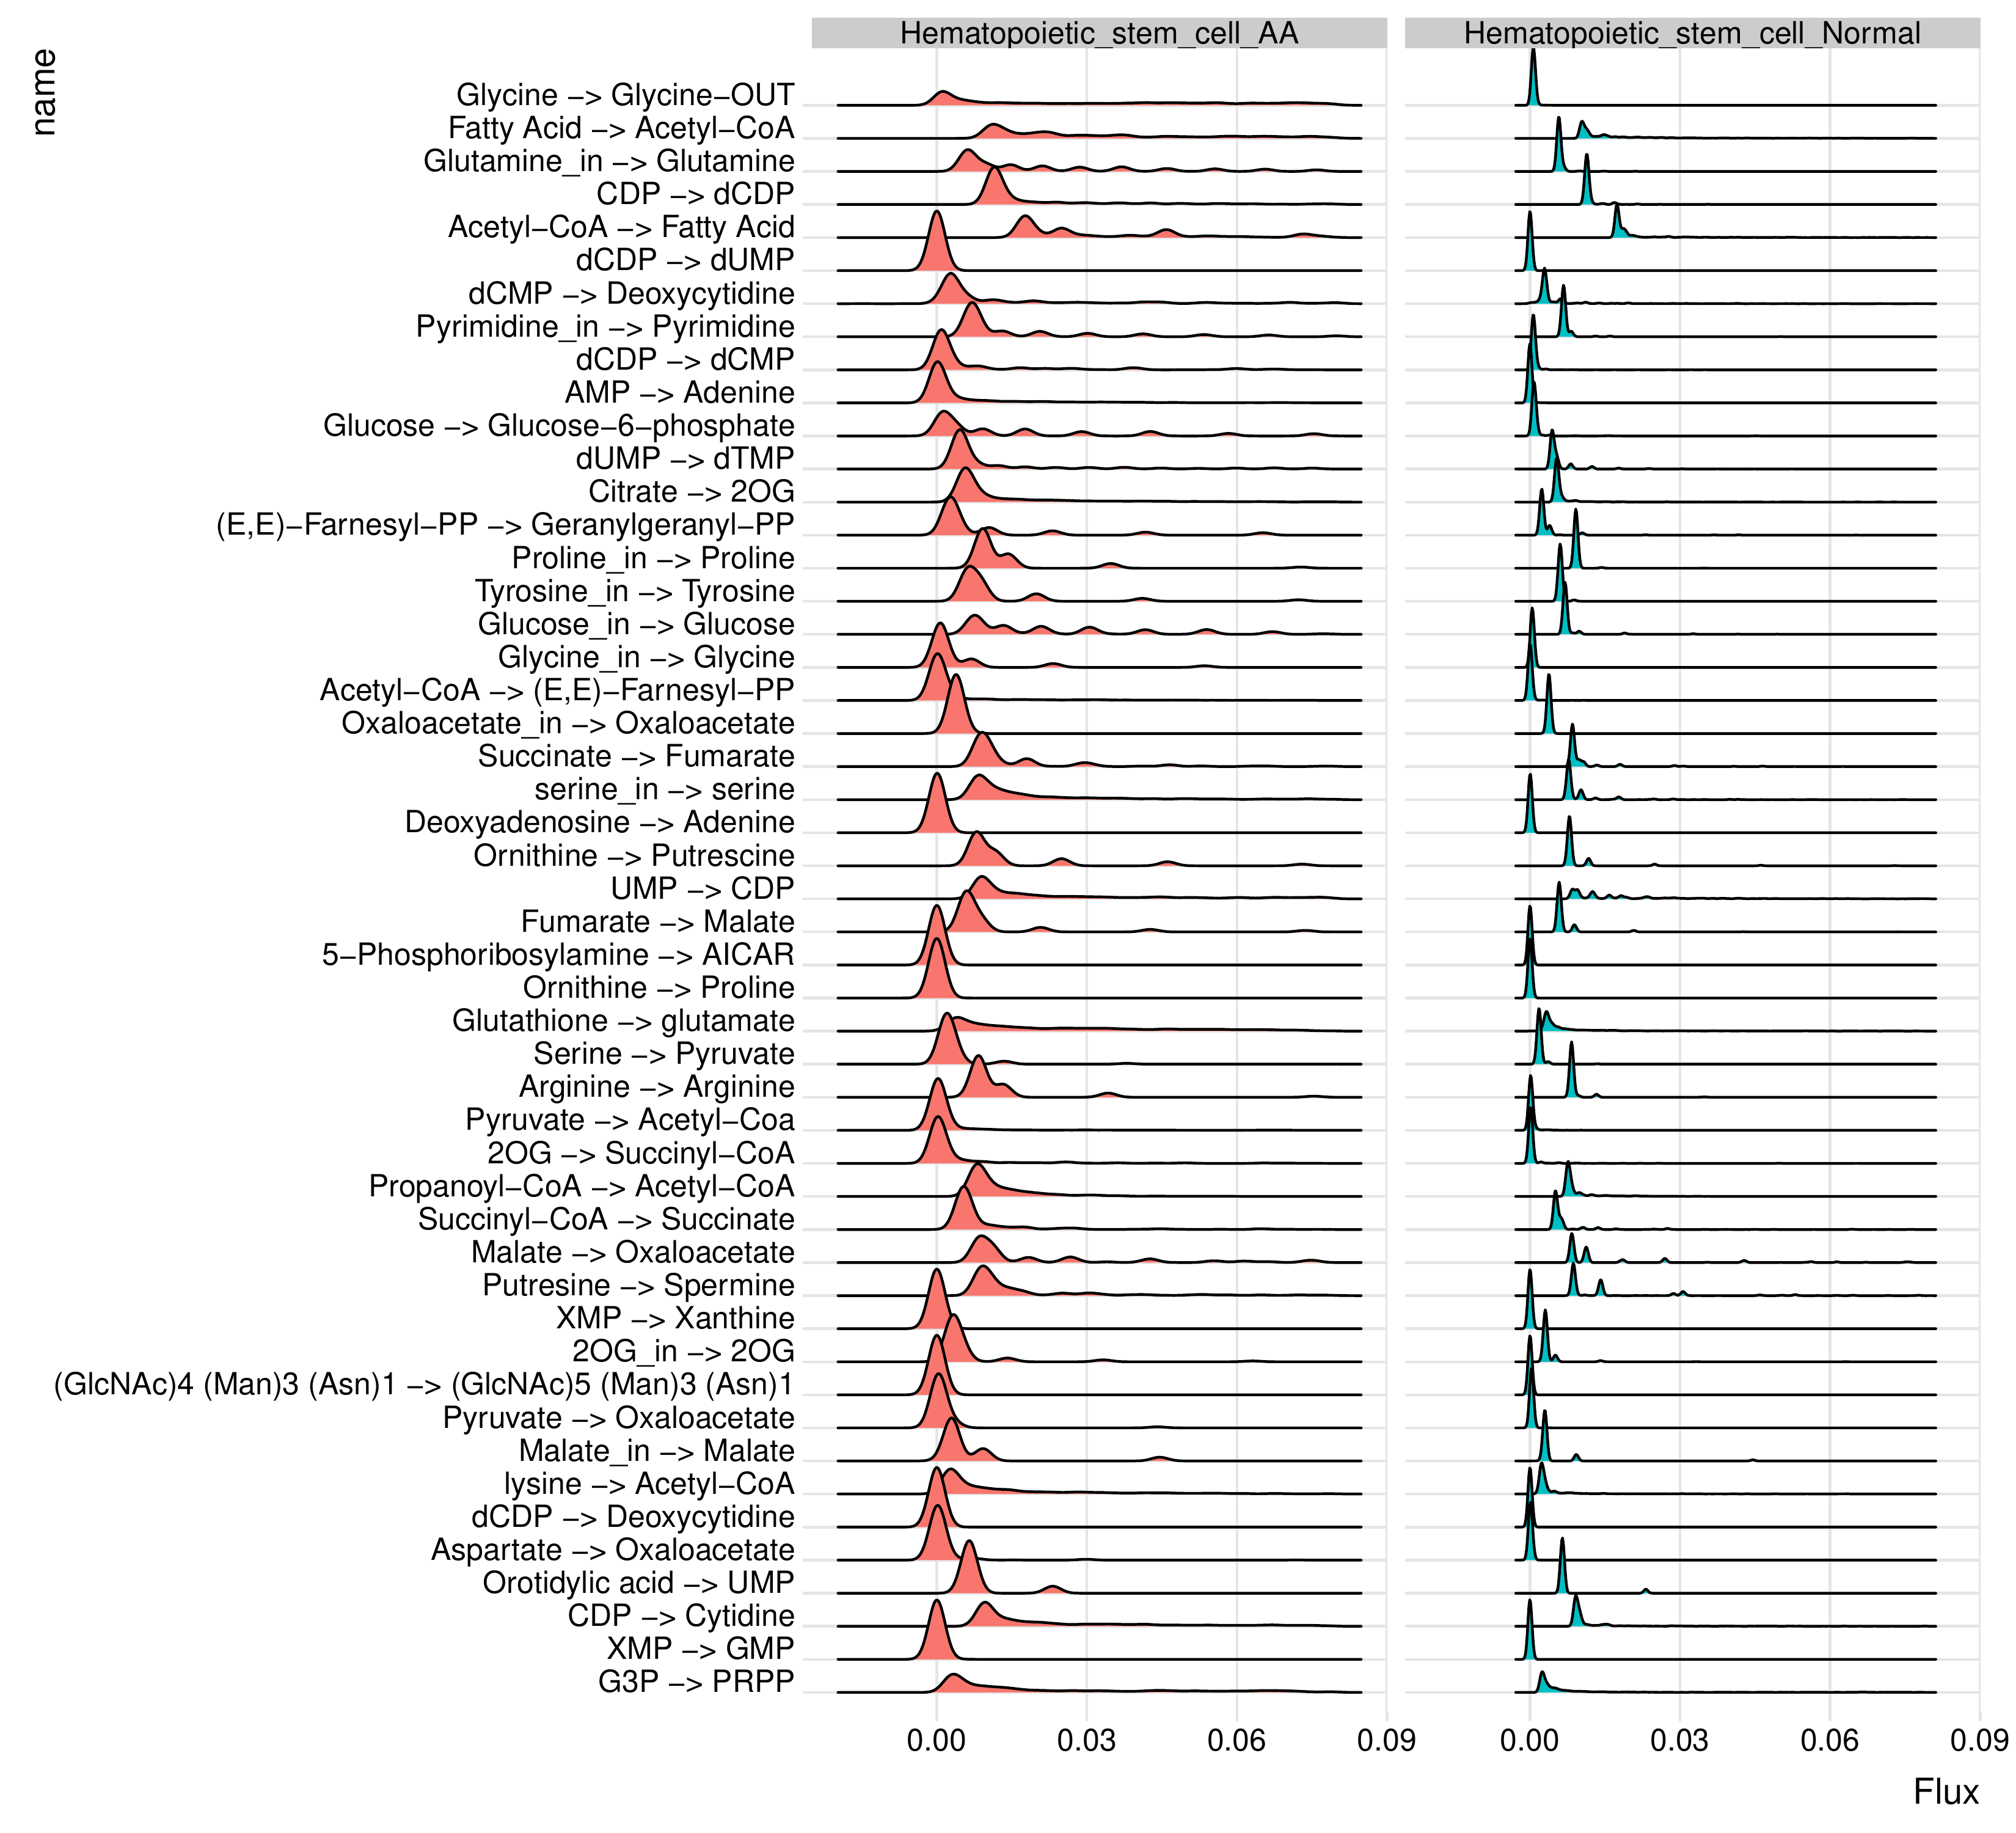 Hematopoietic_stem_cell_AA
Hematopoietic_stem_cell_Normal
name
Glycine −> Glycine−OUT
Fatty Acid −> Acetyl−CoA
Glutamine_in −> Glutamine
CDP −> dCDP
Acetyl−CoA −> Fatty Acid
dCDP −> dUMP
dCMP −> Deoxycytidine
Pyrimidine_in −> Pyrimidine
dCDP −> dCMP
AMP −> Adenine
Glucose −> Glucose−6−phosphate
dUMP −> dTMP
Citrate −> 2OG
(E,E)−Farnesyl−PP −> Geranylgeranyl−PP
Proline_in −> Proline
Tyrosine_in −> Tyrosine
Glucose_in −> Glucose
Glycine_in −> Glycine
Acetyl−CoA −> (E,E)−Farnesyl−PP
Oxaloacetate_in −> Oxaloacetate
Succinate −> Fumarate
serine_in −> serine
Deoxyadenosine −> Adenine
Ornithine −> Putrescine
UMP −> CDP
Fumarate −> Malate
5−Phosphoribosylamine −> AICAR
Ornithine −> Proline
Glutathione −> glutamate
Serine −> Pyruvate
Arginine −> Arginine
Pyruvate −> Acetyl−Coa
2OG −> Succinyl−CoA
Propanoyl−CoA −> Acetyl−CoA
Succinyl−CoA −> Succinate
Malate −> Oxaloacetate
Putresine −> Spermine
XMP −> Xanthine
2OG_in −> 2OG
(GlcNAc)4 (Man)3 (Asn)1 −> (GlcNAc)5 (Man)3 (Asn)1
Pyruvate −> Oxaloacetate
Malate_in −> Malate
lysine −> Acetyl−CoA
dCDP −> Deoxycytidine
Aspartate −> Oxaloacetate
Orotidylic acid −> UMP
CDP −> Cytidine
XMP −> GMP
G3P −> PRPP
0.00 0.03 0.06 0.09 0.00 0.03 0.06 0.09
Flux